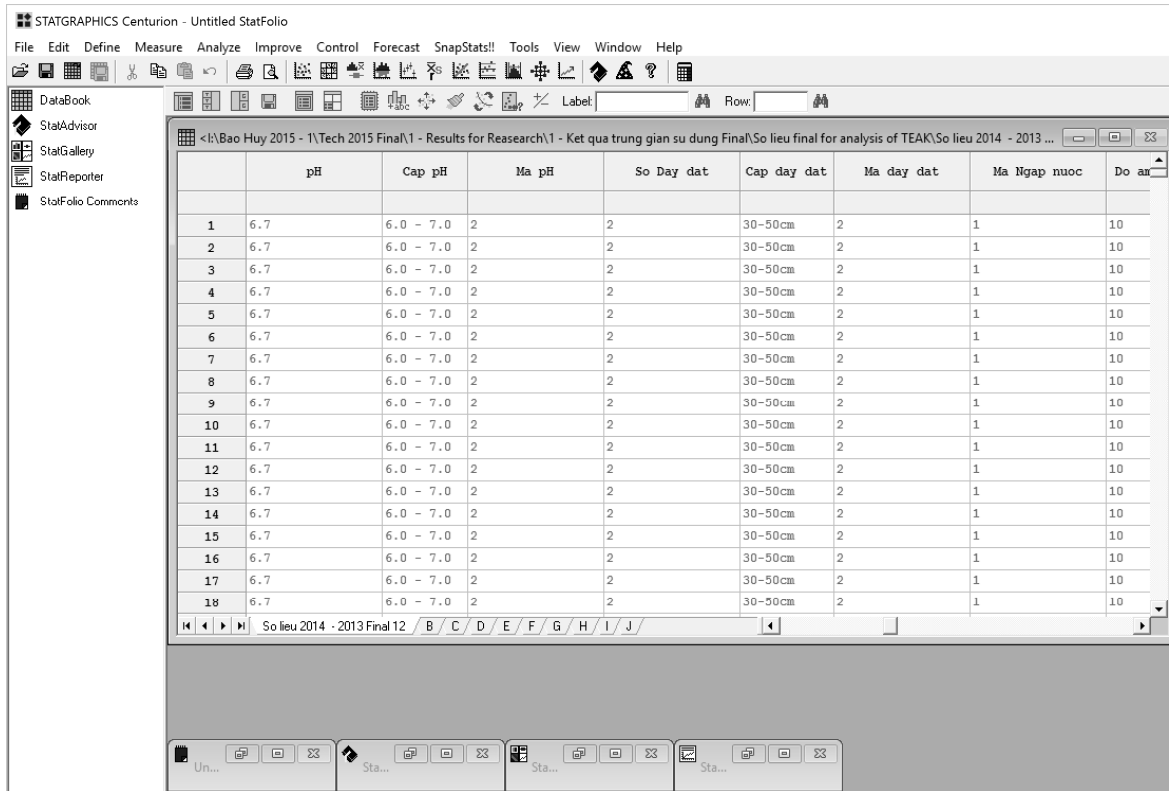 STATGRAPHICS Centurion - Untitled StatFolio
File Edit Define Measure Analyze Improve Control Forecast SnapStats!! Tools View Window Help
DataBook
StatAdvisor
StatGallery
StatReporter
StatFolio Comments
Label: Row:
<I:\Bao Huy 2015 - 1\Tech 2015 Final\1 - Results for Reasearch\1 - Ket qua trung gian su dung Final\So lieu final for analysis of TEAK\So lieu 2014 - 2013 ...
pH Cap pH Ma pH So Day dat Cap day dat Ma day dat Ma Ngap nuoc Do am
1 6.7 6.0 - 7.0 2 2 30-50cm 2 1 10
2 6.7 6.0 - 7.0 2 2 30-50cm 2 1 10
3 6.7 6.0 - 7.0 2 2 30-50cm 2 1 10
4 6.7 6.0 - 7.0 2 2 30-50cm 2 1 10
5 6.7 6.0 - 7.0 2 2 30-50cm 2 1 10
6 6.7 6.0 - 7.0 2 2 30-50cm 2 1 10
7 6.7 6.0 - 7.0 2 2 30-50cm 2 1 10
8 6.7 6.0 - 7.0 2 2 30-50cm 2 1 10
9 6.7 6.0 - 7.0 2 2 30-50cm 2 1 10
10 6.7 6.0 - 7.0 2 2 30-50cm 2 1 10
11 6.7 6.0 - 7.0 2 2 30-50cm 2 1 10
12 6.7 6.0 - 7.0 2 2 30-50cm 2 1 10
13 6.7 6.0 - 7.0 2 2 30-50cm 2 1 10
14 6.7 6.0 - 7.0 2 2 30-50cm 2 1 10
15 6.7 6.0 - 7.0 2 2 30-50cm 2 1 10
16 6.7 6.0 - 7.0 2 2 30-50cm 2 1 10
17 6.7 6.0 - 7.0 2 2 30-50cm 2 1 10
18 6.7 6.0 - 7.0 2 2 30-50cm 2 1 10
So lieu 2014 - 2013 Final 12 B C D E F G H I J
Un... Sta... Sta... Sta...